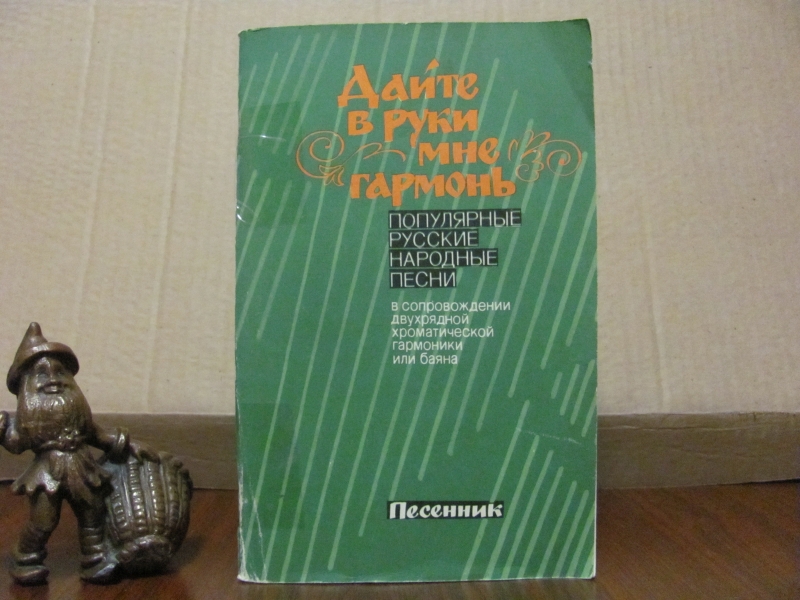 Дайте
в руки
мне
гармонь
ПОПУЛЯРНЫЕ
РУССКИЕ
НАРОДНЫЕ
ПЕСНИ
в сопровождении
двухрядной
хроматической
гармоники
или баяна
Песенник